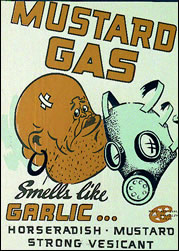 MUSTARD
GAS
Smells like
GARLIC...
HORSERADISH · MUSTARD
STRONG VESICANT